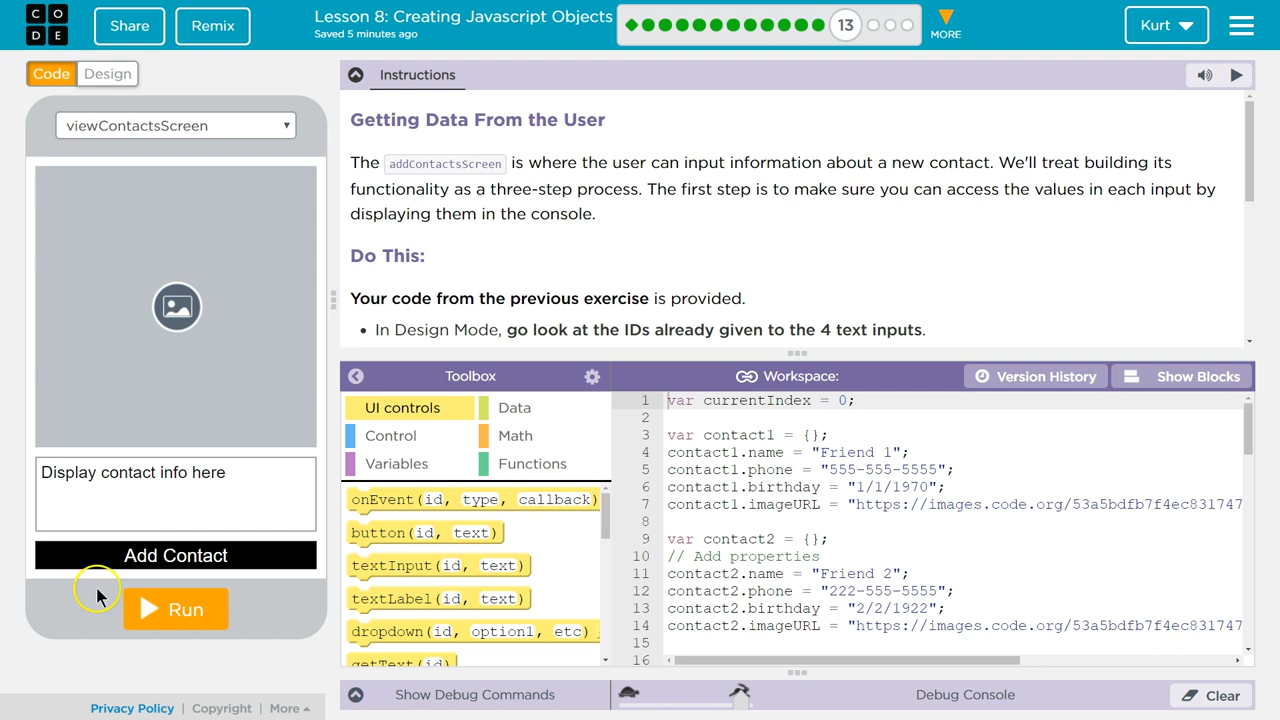 C O
D E
Share
Remix
Lesson 8: Creating Javascript Objects
Saved 5 minutes ago
13
MORE
Kurt
Code
Design
Instructions
viewContactsScreen
Getting Data From the User
The addContactsScreen is where the user can input information about a new contact. We'll treat building its
functionality as a three-step process. The first step is to make sure you can access the values in each input by
displaying them in the console.
Do This:
Your code from the previous exercise is provided.
• In Design Mode, go look at the IDs already given to the 4 text inputs.
Toolbox
Workspace:
Version History
Show Blocks
UI controls
Data
Control
Math
Variables
Functions
onEvent(id, type, callback)
button(id, text)
textInput(id, text)
textLabel(id, text)
dropdown(id, option1, etc)
getText(id)
1 var currentIndex = 0;
2
3 var contact1 = {};
4 contact1.name = "Friend 1";
5 contact1.phone = "555-555-5555";
6 contact1.birthday = "1/1/1970";
7 contact1.imageURL = "https://images.code.org/53a5bdfb7f4ec831747
8
9 var contact2 = {};
10 // Add properties
11 contact2.name = "Friend 2";
12 contact2.phone = "222-555-5555";
13 contact2.birthday = "2/2/1922";
14 contact2.imageURL = "https://images.code.org/53a5bdfb7f4ec831747
15
16
Display contact info here
Add Contact
Run
Show Debug Commands
Debug Console
Clear
Privacy Policy | Copyright | More